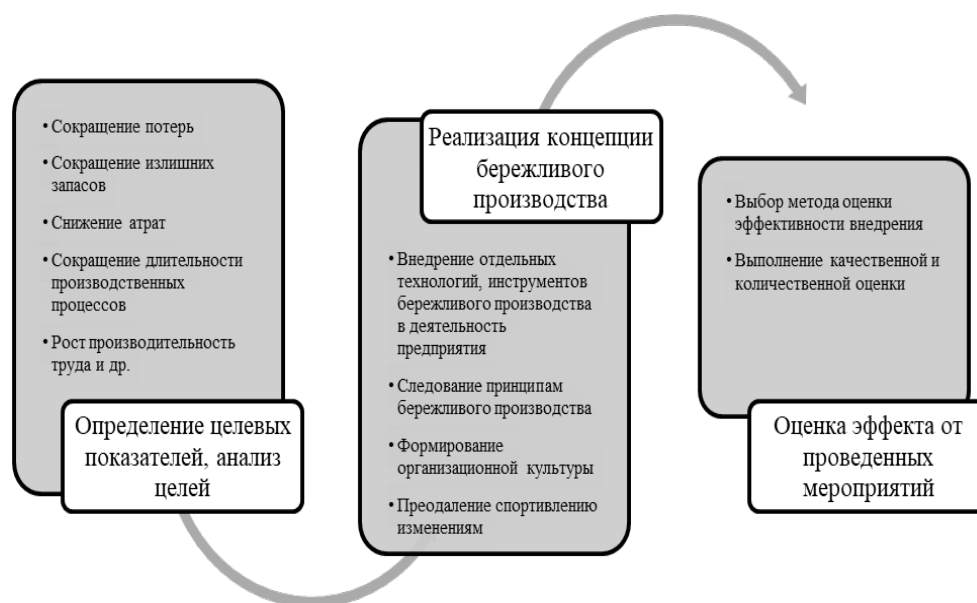 • Сокращение потерь
• Сокращение излишних
запасов
• Снижение атрат
• Сокращение длительности
производственных
процессов
• Рост производительность
труда и др.
Определение целевых
показателей, анализ
целей
Реализация концепции
бережливого
производства
• Внедрение отдельных
технологий, инструментов
бережливого производства
в деятельность
предприятия
• Следование принципам
бережливого производства
• Формирование
организационной культуры
• Преодаление спортивлению
изменениям
• Выбор метода оценки
эффективности внедрения
• Выполнение качественной и
количественной оценки
Оценка эффекта от
проведенных
мероприятий